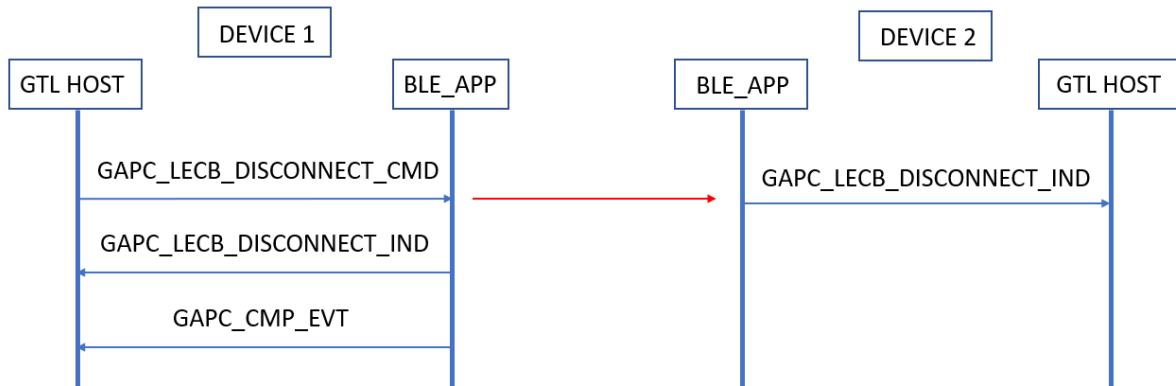 DEVICE 1
DEVICE 2
GTL HOST
BLE_APP
BLE_APP
GTL HOST
GAPC_LECB_DISCONNECT_CMD
GAPC_LECB_DISCONNECT_IND
GAPC_LECB_DISCONNECT_IND
GAPC_CMP_EVT